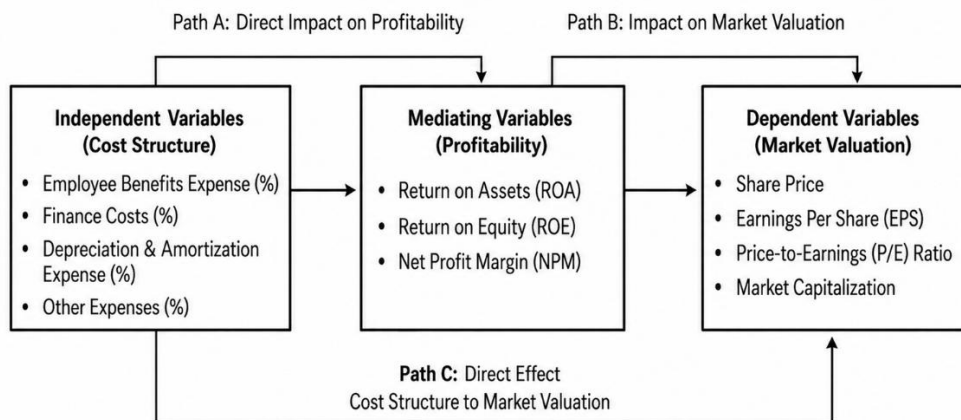 Path A: Direct Impact on Profitability
Path B: Impact on Market Valuation
Independent Variables
(Cost Structure)
• Employee Benefits Expense (%)
• Finance Costs (%)
• Depreciation & Amortization
Expense (%)
• Other Expenses (%)
Mediating Variables
(Profitability)
• Return on Assets (ROA)
• Return on Equity (ROE)
• Net Profit Margin (NPM)
Dependent Variables
(Market Valuation)
• Share Price
• Earnings Per Share (EPS)
• Price-to-Earnings (P/E) Ratio
• Market Capitalization
Path C: Direct Effect
Cost Structure to Market Valuation